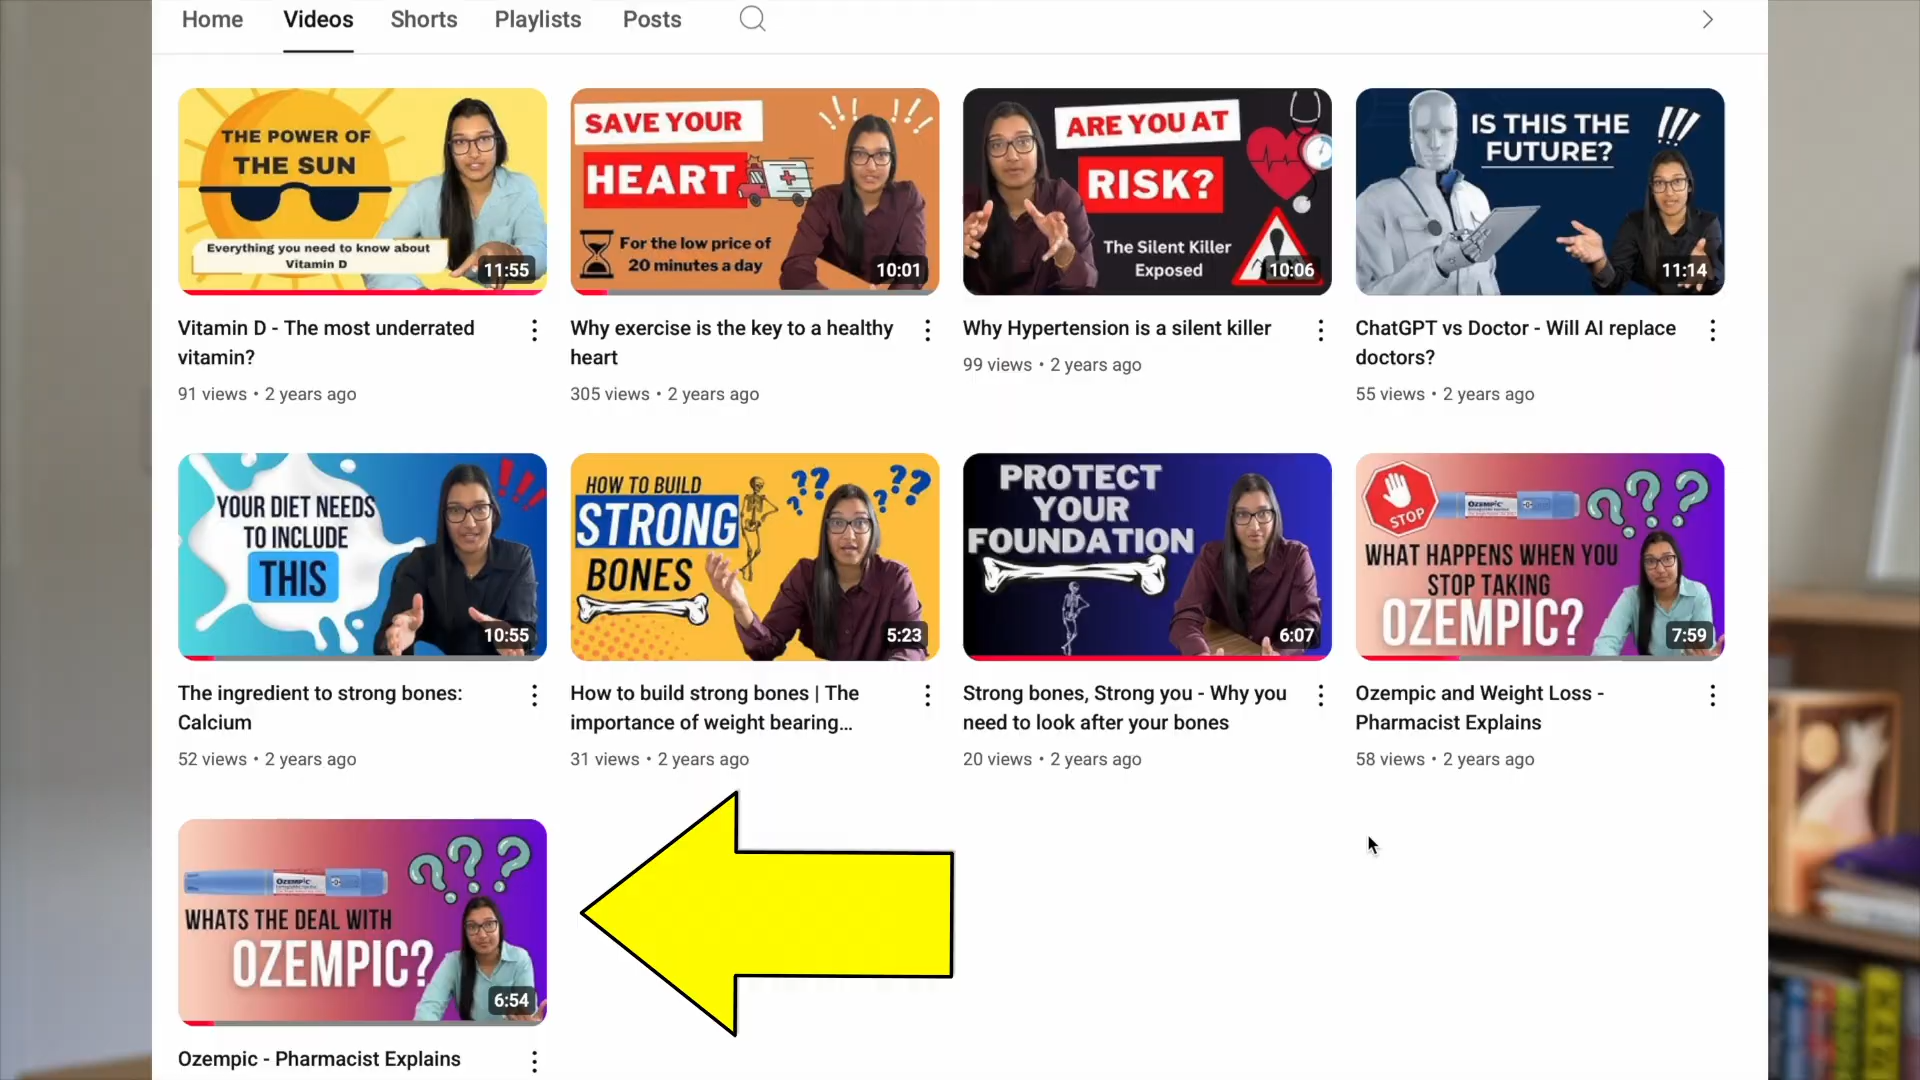 Home Videos Shorts Playlists Posts
THE POWER OF
THE SUN
Everything you need to know about
Vitamin D
11:55
SAVE YOUR
HEART
For the low price of
20 minutes a day
10:01
ARE YOU AT
RISK?
The Silent Killer
Exposed
10:06
IS THIS THE
FUTURE?
!!!
11:14
Vitamin D - The most underrated
vitamin?
91 views • 2 years ago
Why exercise is the key to a healthy
heart
305 views • 2 years ago
Why Hypertension is a silent killer
99 views • 2 years ago
ChatGPT vs Doctor - Will AI replace
doctors?
55 views • 2 years ago
YOUR DIET NEEDS
TO INCLUDE
THIS
!!!
10:55
HOW TO BUILD
STRONG
BONES
?? ??
? ?
5:23
PROTECT
YOUR
FOUNDATION
6:07
STOP
OZEMPIC
???
WHAT HAPPENS WHEN YOU
STOP TAKING
OZEMPIC?
7:59
The ingredient to strong bones:
Calcium
52 views • 2 years ago
How to build strong bones | The
importance of weight bearing...
31 views • 2 years ago
Strong bones, Strong you - Why you
need to look after your bones
20 views • 2 years ago
Ozempic and Weight Loss -
Pharmacist Explains
58 views • 2 years ago
OZEMPIC
???
WHATS THE DEAL WITH
OZEMPIC?
6:54
Ozempic - Pharmacist Explains